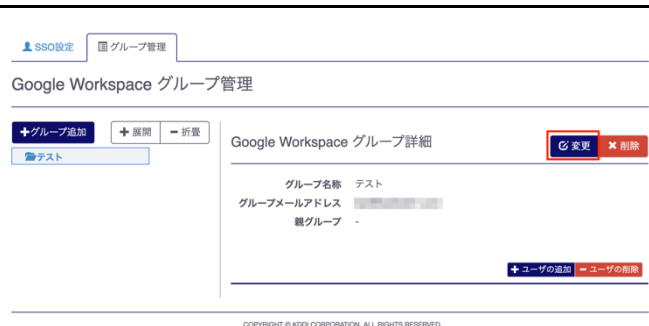 SSO設定 グループ管理
Google Workspace グループ管理
グループ追加 展開 折畳
テスト
Google Workspace グループ詳細
変更 削除
グループ名称 テスト
グループメールアドレス
親グループ -
ユーザの追加 ユーザの削除
COPYRIGHT © KDDI CORPORATION, ALL RIGHTS RESERVED.